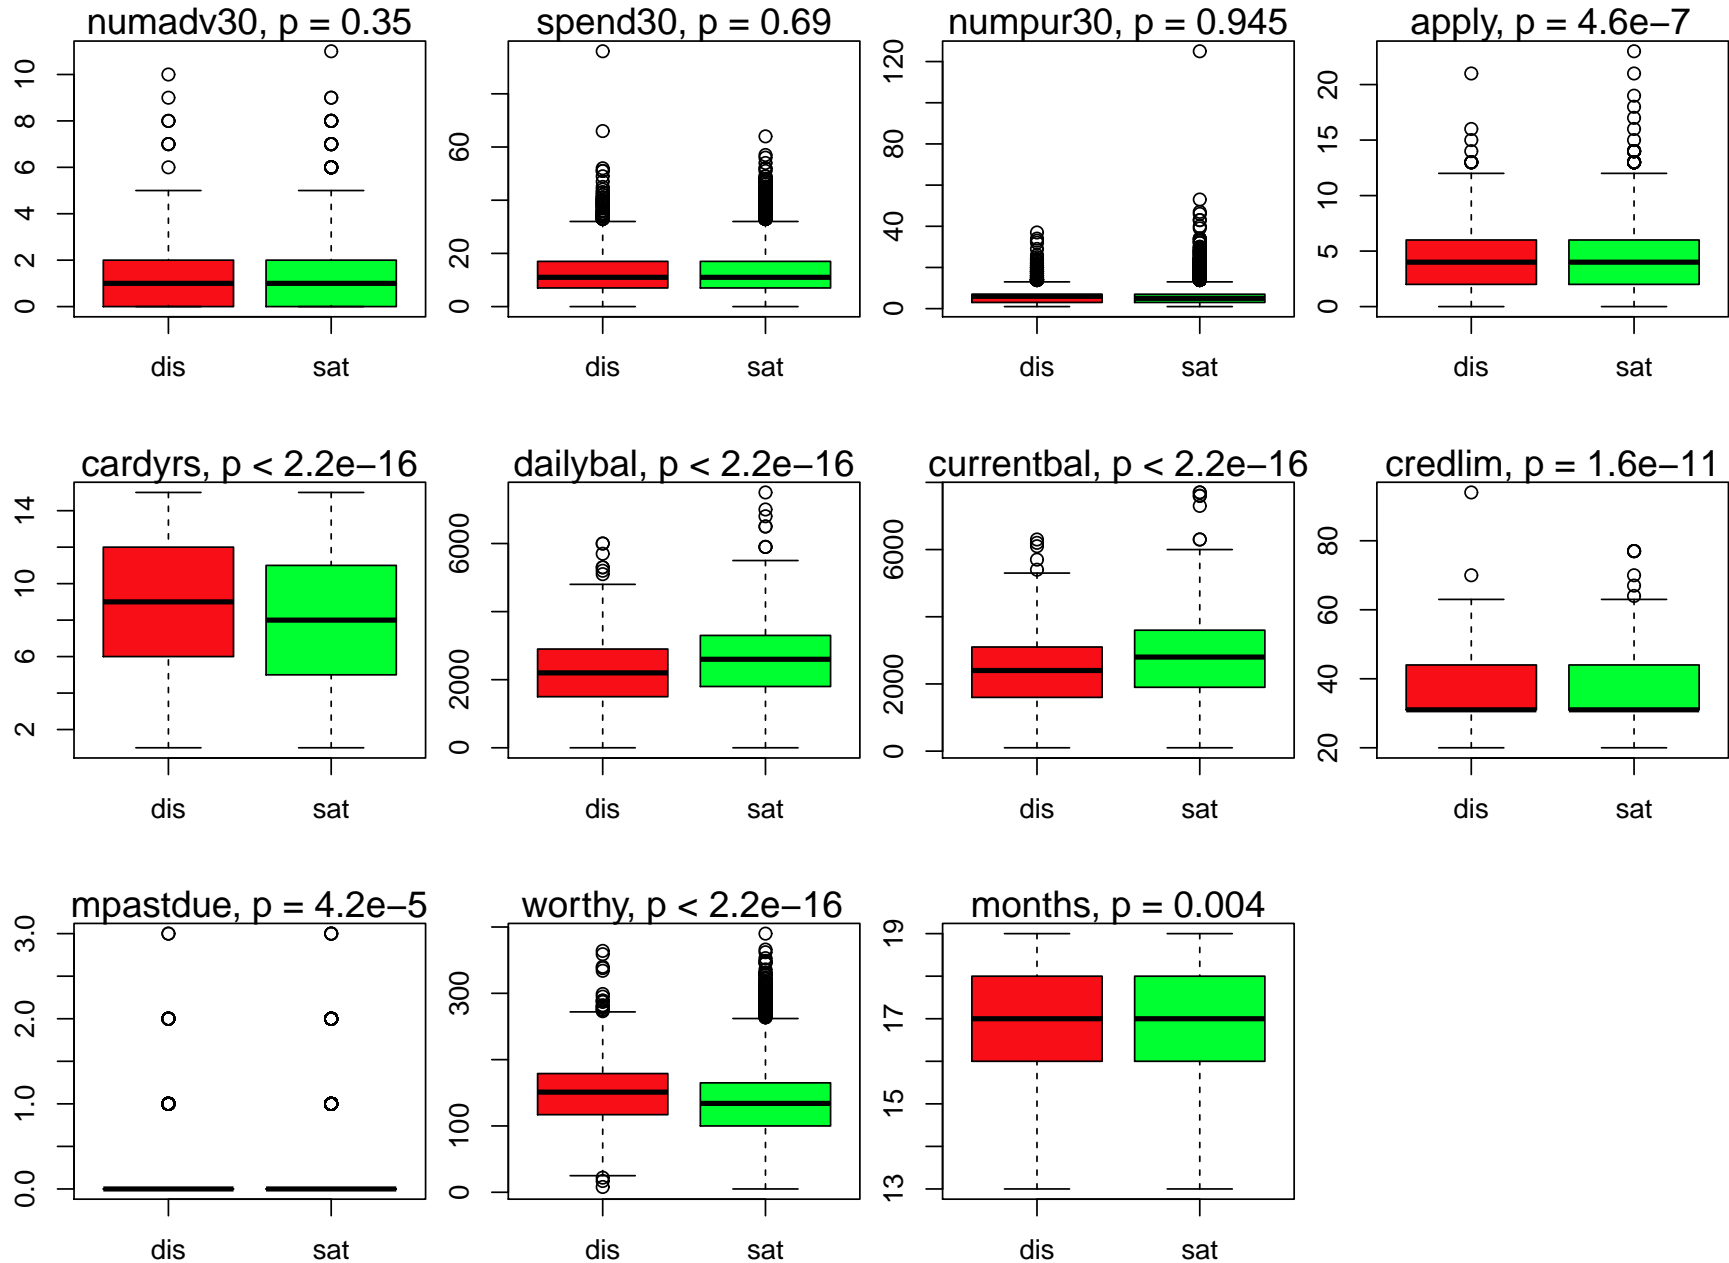 numadv30, p = 0.35
0 2 4 6 8 10
dis sat
spend30, p = 0.69
0 20 60
dis sat
numpur30, p = 0.945
0 40 80 120
dis sat
apply, p = 4.6e−7
0 5 10 15 20
dis sat
cardyrs, p < 2.2e−16
2 6 10 14
dis sat
dailybal, p < 2.2e−16
0 2000 6000
dis sat
currentbal, p < 2.2e−16
0 2000 6000
dis sat
credlim, p = 1.6e−11
20 40 60 80
dis sat
mpastdue, p = 4.2e−5
0.0 1.0 2.0 3.0
dis sat
worthy, p < 2.2e−16
0 100 300
dis sat
months, p = 0.004
13 15 17 19
dis sat